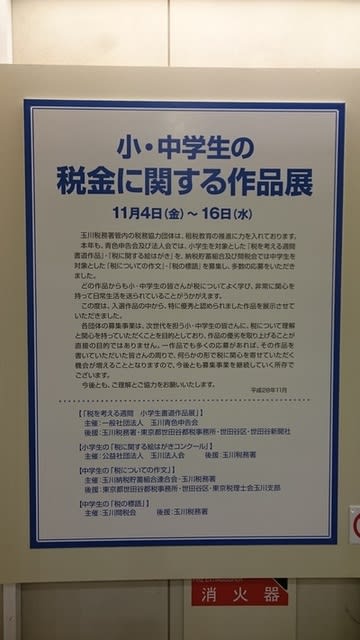 小・中学生の
税金に関する作品展
11月4日(金)～16日(水)
玉川税務署管内の税務協力団体は、租税教育の推進に力を入れております。
本年も、青色申告会及び法人会では、小学生を対象とした「税を考える週間
書道作品」・「税に関する絵はがき」を、納税貯蓄組合及び間税会では中学生を
対象とした「税についての作文」・「税の標語」を募集し、多数の応募をいただき
ました。
どの作品からも小・中学生の皆さんが税についてよく学び、非常に関心を
持って日常生活を送られていることがうかがえます。
この度は、入選作品の中から、特に優秀と認められました作品を展示させて
いただきました。
各団体の募集事業は、次世代を担う小・中学生の皆さんに、税について理解
と関心を持っていただくことを目的としており、作品の優劣を取り上げることが
直接の目的ではありません。一作品でも多くの応募があれば、その作品を
書いていただいた皆さんの周りで、何らかの形で税に関心を寄せていただく
機会が増えることとなりますので、今後とも募集事業を継続していく所存で
ございます。
今後とも、ご理解とご協力をお願いいたします。
平成28年11月
【「税を考える週間 小学生書道作品展」】
主催：一般社団法人 玉川青色申告会
後援：玉川税務署・東京都世田谷都税事務所・世田谷区・世田谷新聞社
【小学生の「税に関する絵はがきコンクール」】
主催：公益社団法人 玉川法人会 後援：玉川税務署
【中学生の「税についての作文」】
主催：玉川納税貯蓄組合連合会・玉川税務署
後援：東京都世田谷都税事務所・世田谷区・東京税理士会玉川支部
【中学生の「税の標語」】
主催：玉川間税会 後援：玉川税務署
消火器